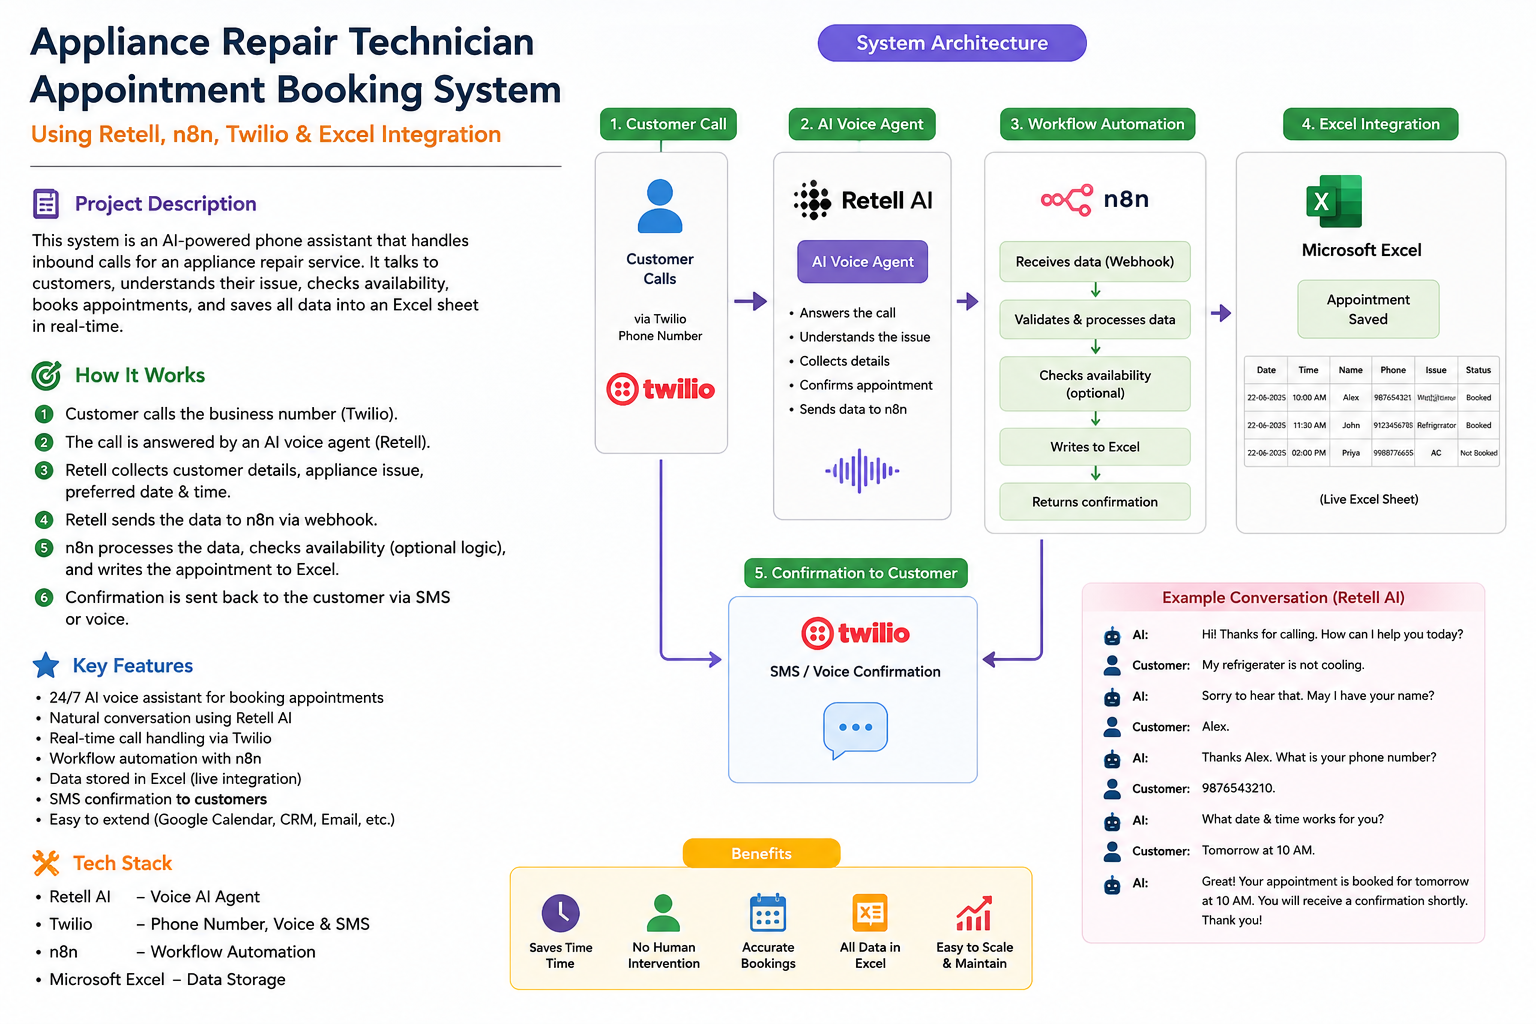 Appliance Repair Technician
Appointment Booking System
Using Retell, n8n, Twilio & Excel Integration
Project Description
This system is an AI-powered phone assistant that handles
inbound calls for an appliance repair service. It talks to
customers, understands their issue, checks availability,
books appointments, and saves all data into an Excel sheet
in real-time.
How It Works
1 Customer calls the business number (Twilio).
2 The call is answered by an AI voice agent (Retell).
3 Retell collects customer details, appliance issue,
preferred date & time.
4 Retell sends the data to n8n via webhook.
5 n8n processes the data, checks availability (optional logic),
and writes the appointment to Excel.
6 Confirmation is sent back to the customer via SMS
or voice.
Key Features
• 24/7 AI voice assistant for booking appointments
• Natural conversation using Retell AI
• Real-time call handling via Twilio
• Workflow automation with n8n
• Data stored in Excel (live integration)
• SMS confirmation to customers
• Easy to extend (Google Calendar, CRM, Email, etc.)
Tech Stack
• Retell AI – Voice AI Agent
• Twilio – Phone Number, Voice & SMS
• n8n – Workflow Automation
• Microsoft Excel – Data Storage
System Architecture
1. Customer Call
Customer
Calls
via Twilio
Phone Number
twilio
2. AI Voice Agent
Retell AI
AI Voice Agent
• Answers the call
• Understands the issue
• Collects details
• Confirms appointment
• Sends data to n8n
3. Workflow Automation
n8n
Receives data (Webhook)
Validates & processes data
Checks availability
(optional)
Writes to Excel
Returns confirmation
4. Excel Integration
X
Microsoft Excel
Appointment
Saved
Date Time Name Phone Issue Status
22-06-2025 10:00 AM Alex 987654321 Booked
22-06-2025 11:30 AM John 9123456785 Refrigrrator Booked
22-06-2025 02:00 PM Priya 9988776655 AC Not Booked
(Live Excel Sheet)
5. Confirmation to Customer
twilio
SMS / Voice Confirmation
Example Conversation (Retell AI)
AI: Hi! Thanks for calling. How can I help you today?
Customer: My refrigerater is not cooling.
AI: Sorry to hear that. May I have your name?
Customer: Alex.
AI: Thanks Alex. What is your phone number?
Customer: 9876543210.
AI: What date & time works for you?
Customer: Tomorrow at 10 AM.
AI: Great! Your appointment is booked for tomorrow
at 10 AM. You will receive a confirmation shortly.
Thank you!
Benefits
Saves Time
Time
No Human
Intervention
Accurate
Bookings
All Data in
Excel
Easy to Scale
& Maintain